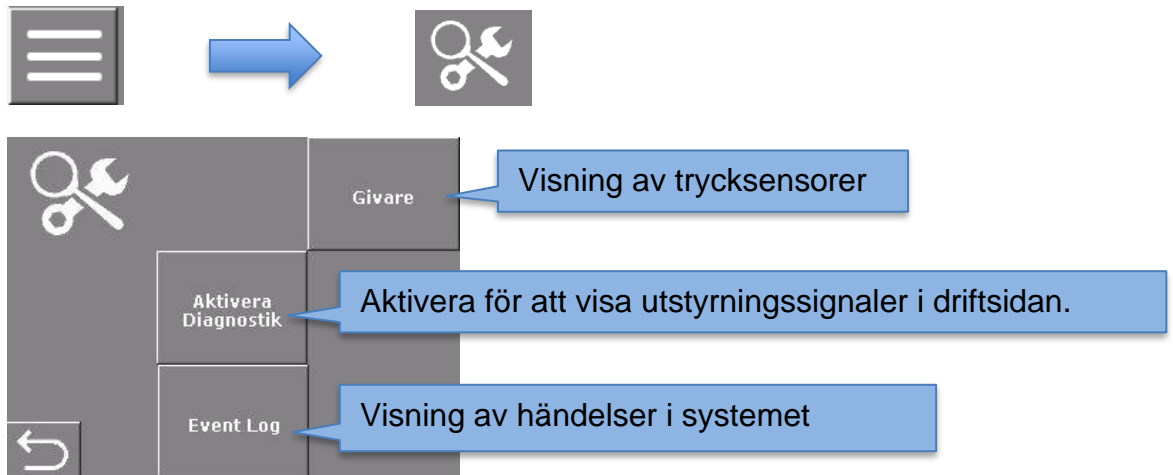 Givare
Visning av trycksensorer
Aktivera
Diagnostik
Aktivera för att visa utstyrningssignaler i driftsidan.
Event Log
Visning av händelser i systemet